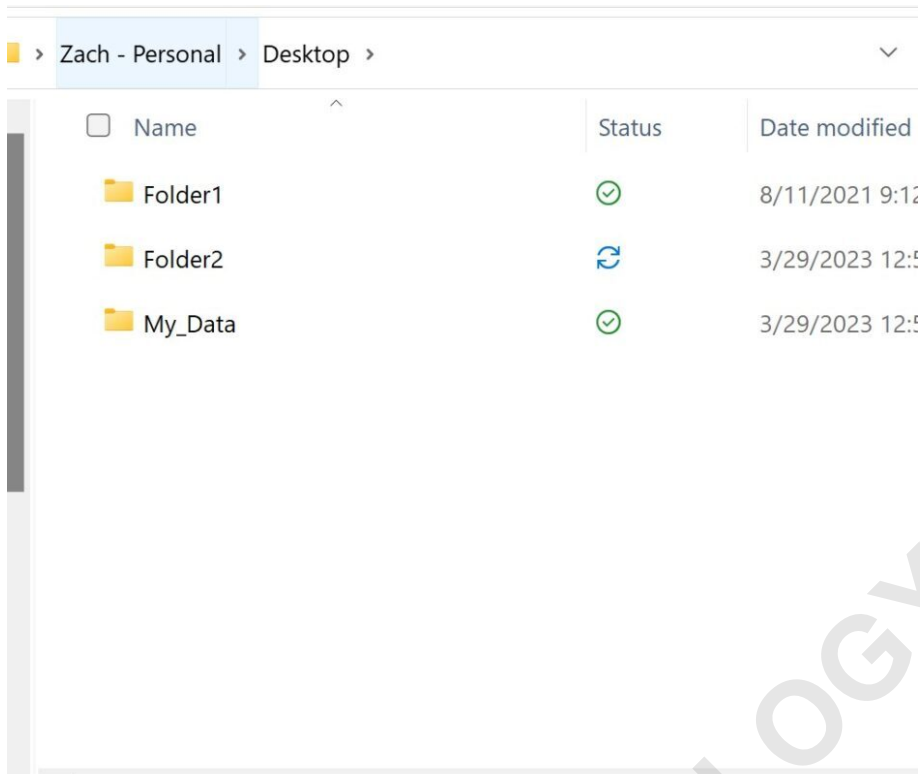 Zach - Personal > Desktop >
Name Status Date modified
Folder1 8/11/2021 9:12
Folder2 3/29/2023 12:5
My_Data 3/29/2023 12:5
OGY